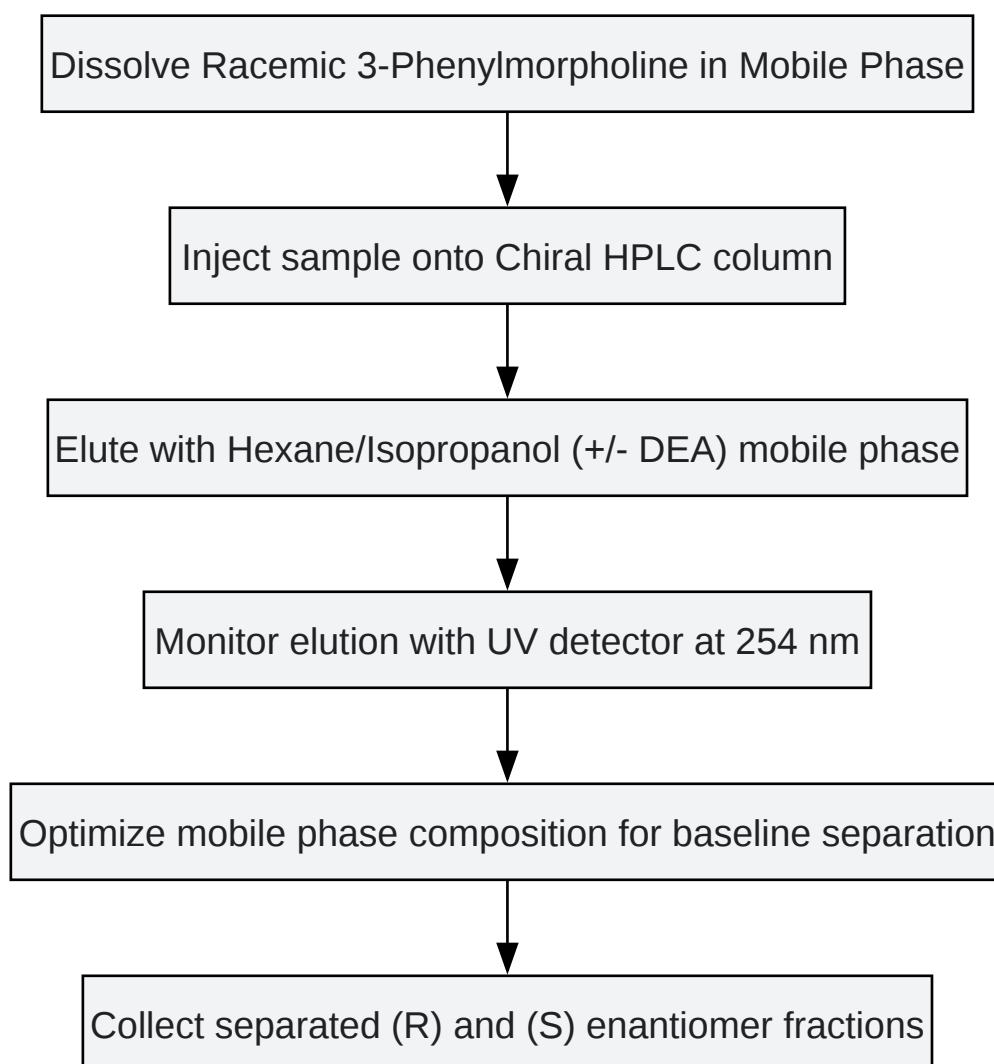 Dissolve Racemic 3-Phenylmorpholine in Mobile Phase
Inject sample onto Chiral HPLC column
Elute with Hexane/Isopropanol (+/- DEA) mobile phase
Monitor elution with UV detector at 254 nm
Optimize mobile phase composition for baseline separation
Collect separated (R) and (S) enantiomer fractions